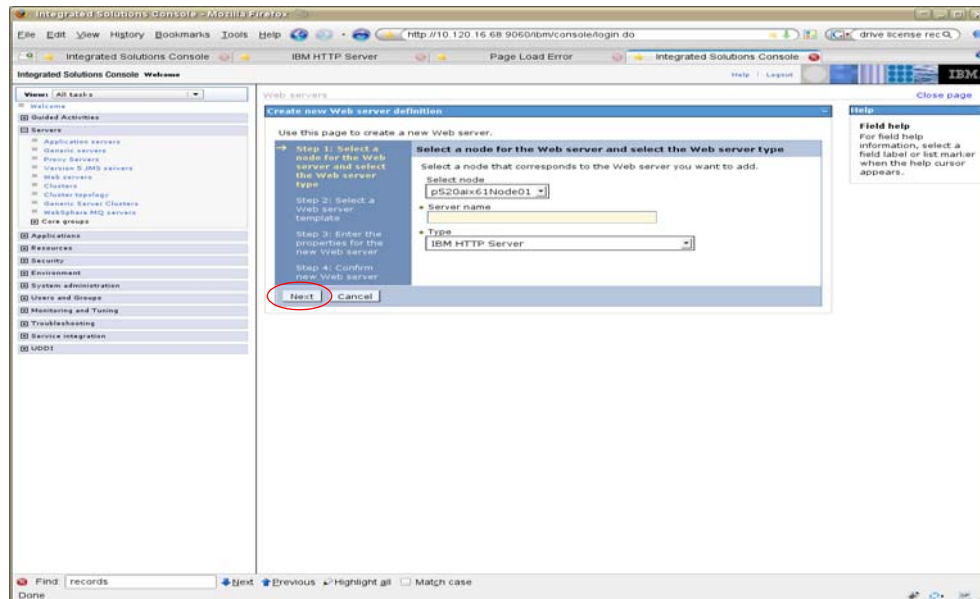 Integrated Solutions Console - Mozilla Firefox
File Edit View History Bookmarks Tools Help
http://10.120.16.68:9060/ibm/console/login.do
drive license rec
Integrated Solutions Console
IBM HTTP Server
Page Load Error
Integrated Solutions Console
Integrated Solutions Console Welcome
Help | Logout
IBM
View: All tasks
Welcome
Guided Activities
Servers
Application servers
Generic servers
Proxy Servers
Version 5 JMS servers
Web servers
Clusters
Cluster topology
Generic Server Clusters
WebSphere MQ servers
Core groups
Applications
Resources
Security
Environment
System administration
Users and Groups
Monitoring and Tuning
Troubleshooting
Service integration
UDDI
Web servers
Close page
Create new Web server definition
Use this page to create a new Web server.
Step 1: Select a
node for the Web
server and select
the Web server
type
Step 2: Select a
Web server
template
Step 3: Enter the
properties for the
new Web server
Step 4: Confirm
new Web server
Select a node for the Web server and select the Web server type
Select a node that corresponds to the Web server you want to add.
Select node
p520aix61Node01
Server name
Type
IBM HTTP Server
Next
Cancel
Help
Field help
For field help
information, select a
field label or list marker
when the help cursor
appears.
Find: records
Next Previous Highlight all Match case
Done